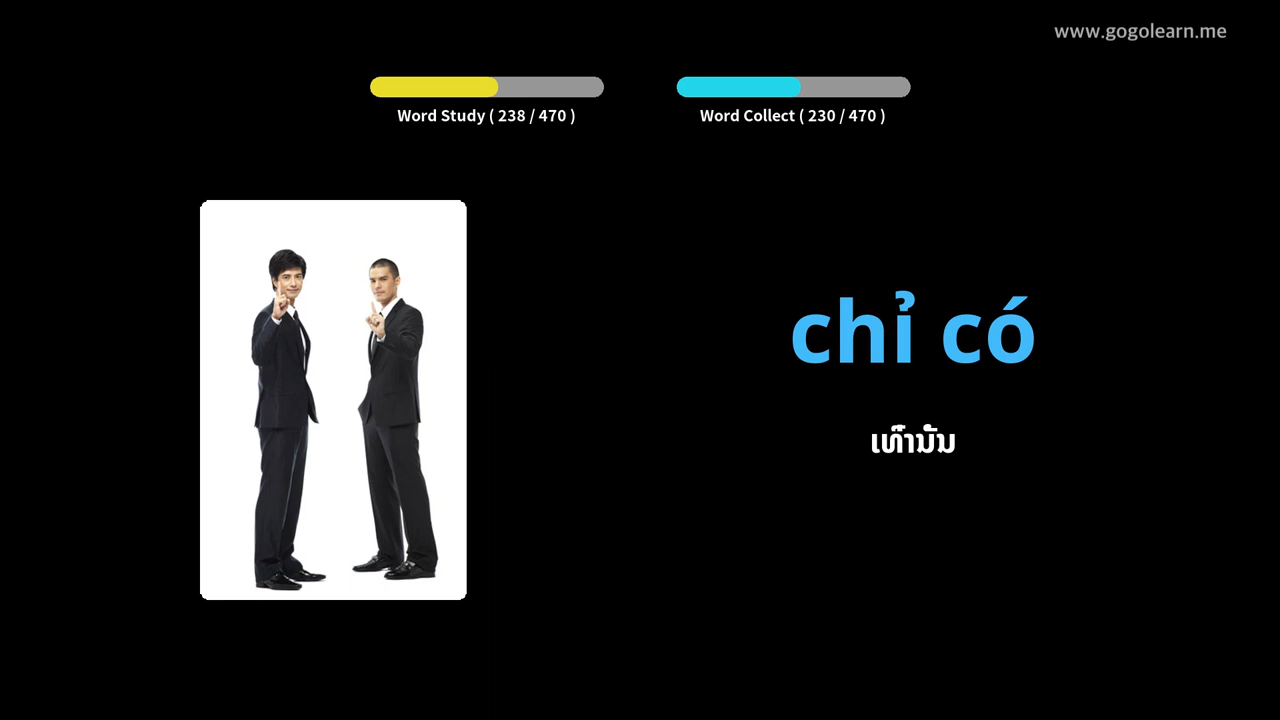 www.gogolearn.me
Word Study ( 238 / 470 )
Word Collect ( 230 / 470 )
chỉ có
ເທົ່ານັ້ນ